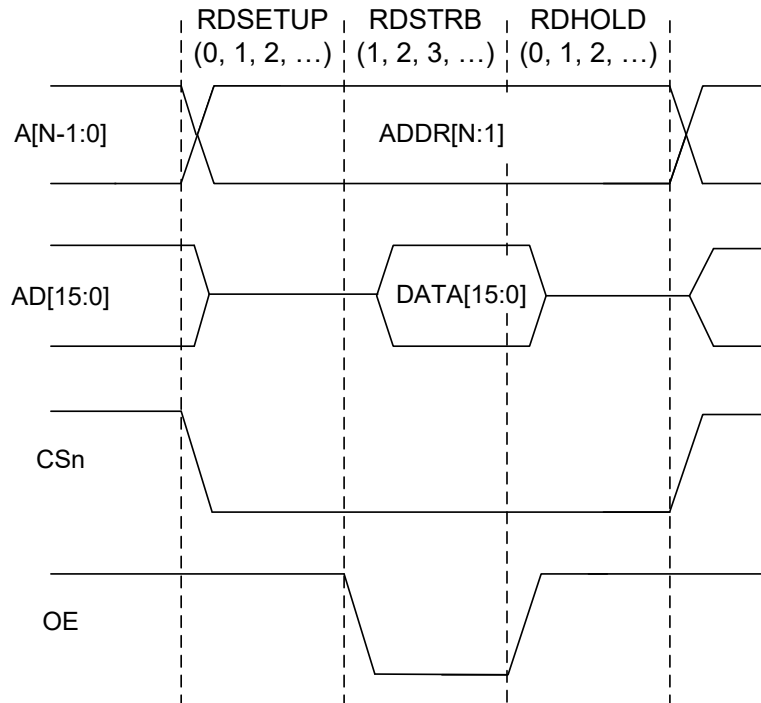 RDSETUP RDSTRB RDHOLD
(0, 1, 2, …) (1, 2, 3, …) (0, 1, 2, …)
A[N-1:0] ADDR[N:1]
AD[15:0] DATA[15:0]
CSn
OE